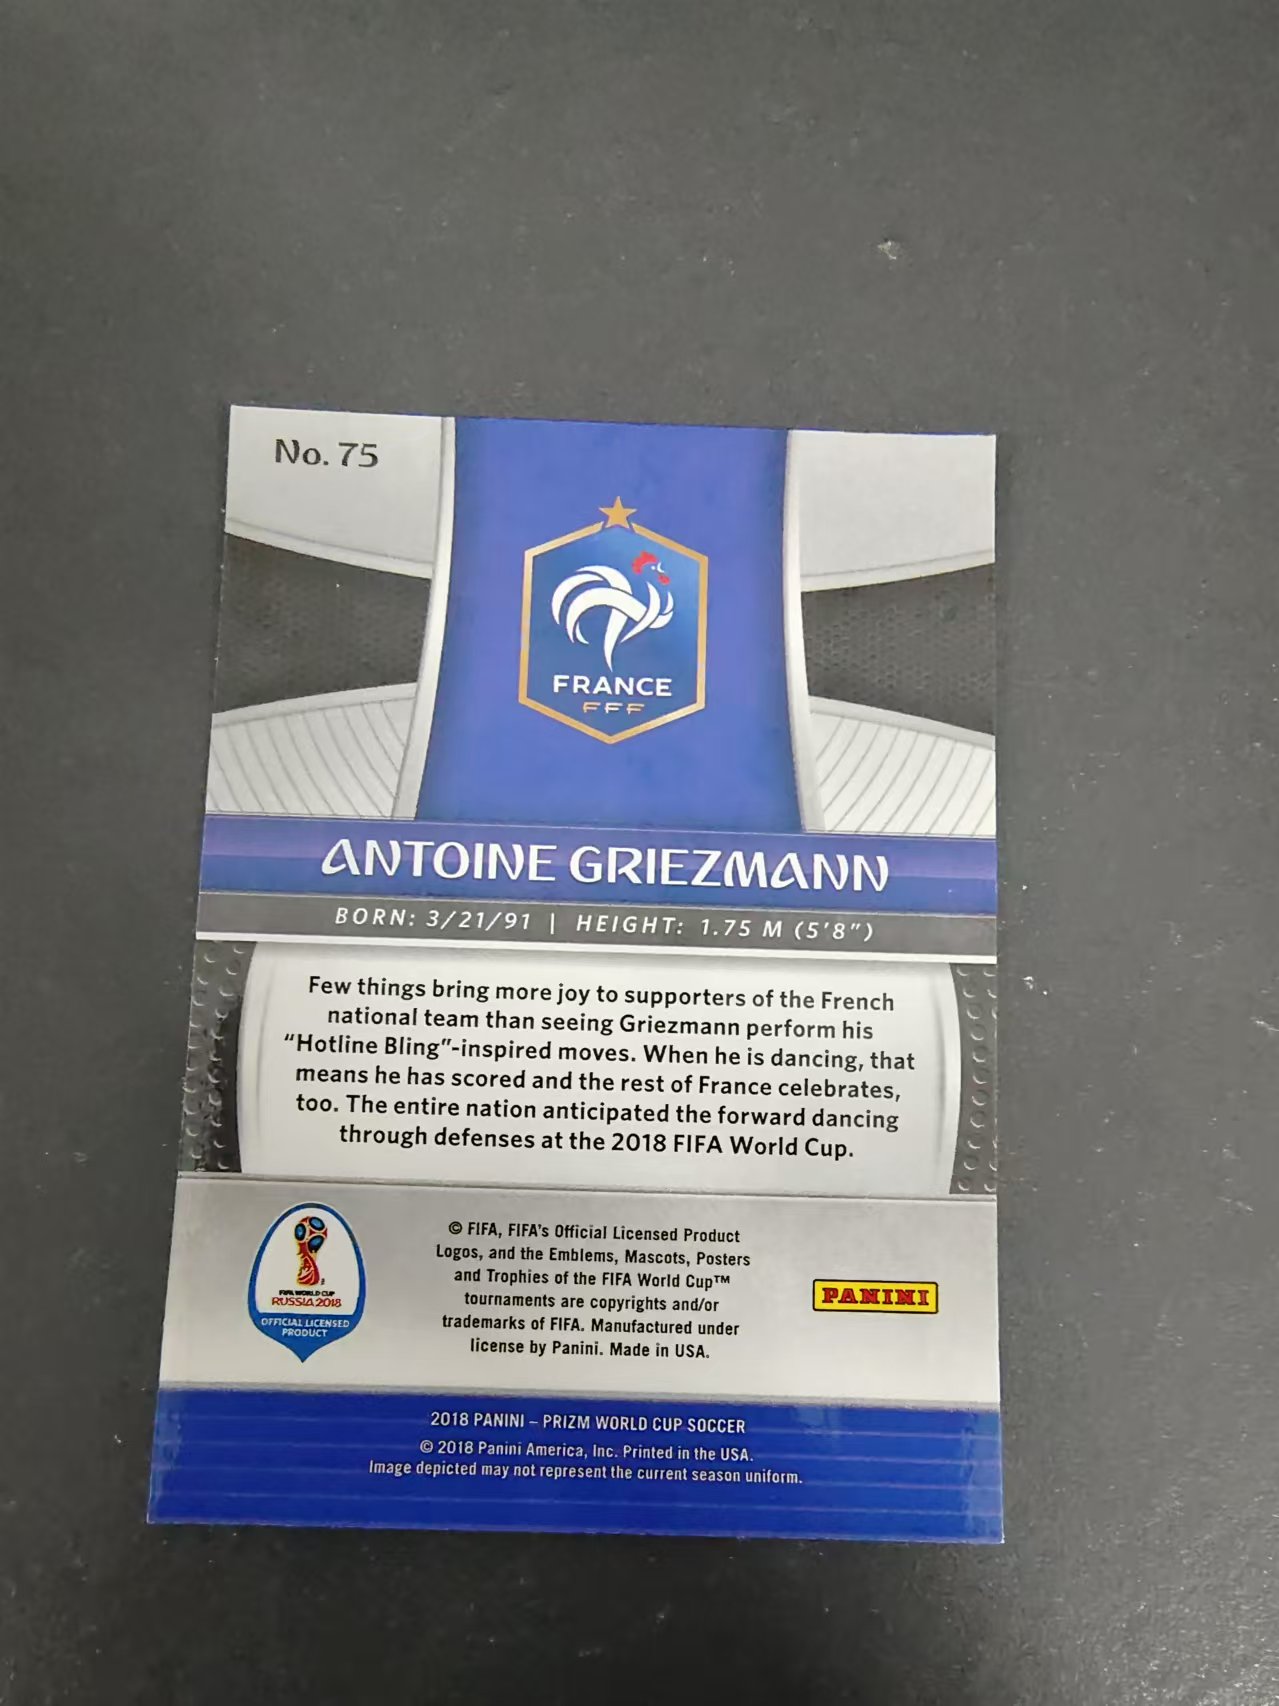 No. 75
FRANCE
FFF
ANTOINE GRIEZMANN
BORN: 3/21/91 | HEIGHT: 1.75 M (5'8")
Few things bring more joy to supporters of the French
national team than seeing Griezmann perform his
“Hotline Bling”-inspired moves. When he is dancing, that
means he has scored and the rest of France celebrates,
too. The entire nation anticipated the forward dancing
through defenses at the 2018 FIFA World Cup.
FIFA WORLD CUP
RUSSIA 2018
OFFICIAL LICENSED
PRODUCT
© FIFA, FIFA's Official Licensed Product
Logos, and the Emblems, Mascots, Posters
and Trophies of the FIFA World Cup™
tournaments are copyrights and/or
trademarks of FIFA. Manufactured under
license by Panini. Made in USA.
PANINI
2018 PANINI – PRIZM WORLD CUP SOCCER
© 2018 Panini America, Inc. Printed in the USA.
Image depicted may not represent the current season uniform.